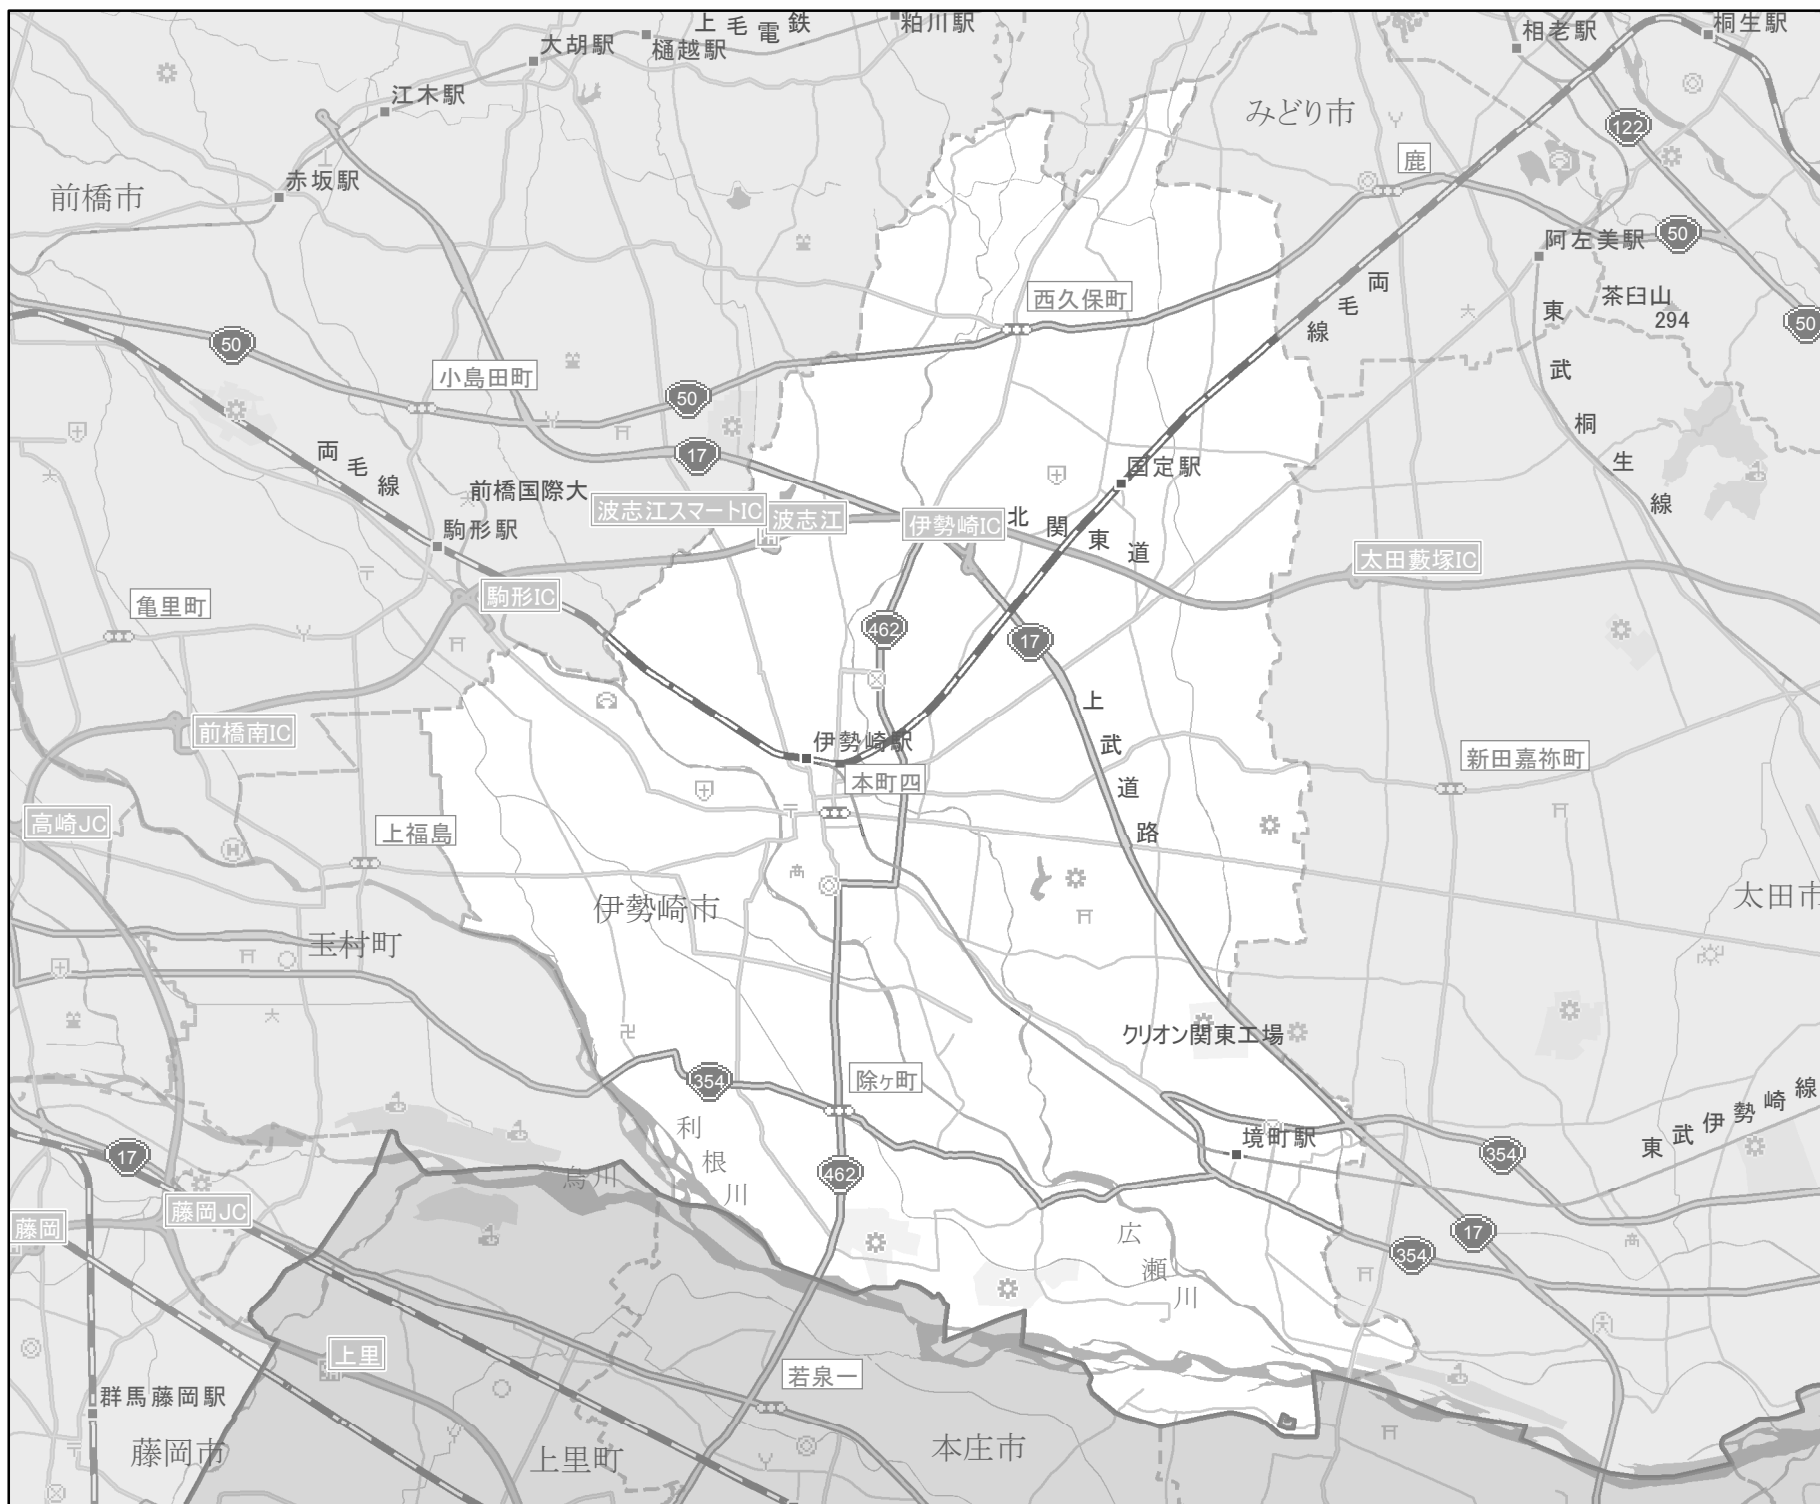 上毛電鉄
粕川駅
相老駅
桐生駅
大胡駅
樋越駅
江木駅
みどり市
122
鹿
赤坂駅
前橋市
50
阿左美駅
両毛線
西久保町
茶臼山
294
50
50
小島田町
50
東武桐生線
17
両毛線
国定駅
前橋国際大
波志江スマートIC
波志江
伊勢崎IC
北関東道
駒形駅
太田藪塚IC
駒形IC
亀里町
462
17
上武道路
前橋南IC
伊勢崎駅
新田嘉祢町
本町四
高崎JC
上福島
伊勢崎市
太田市
玉村町
クリオン関東工場
354
除ヶ町
東武伊勢崎線
利根川
境町駅
354
17
烏川
462
藤岡JC
藤岡
広瀬川
17
354
上里
若泉一
群馬藤岡駅
藤岡市
上里町
本庄市